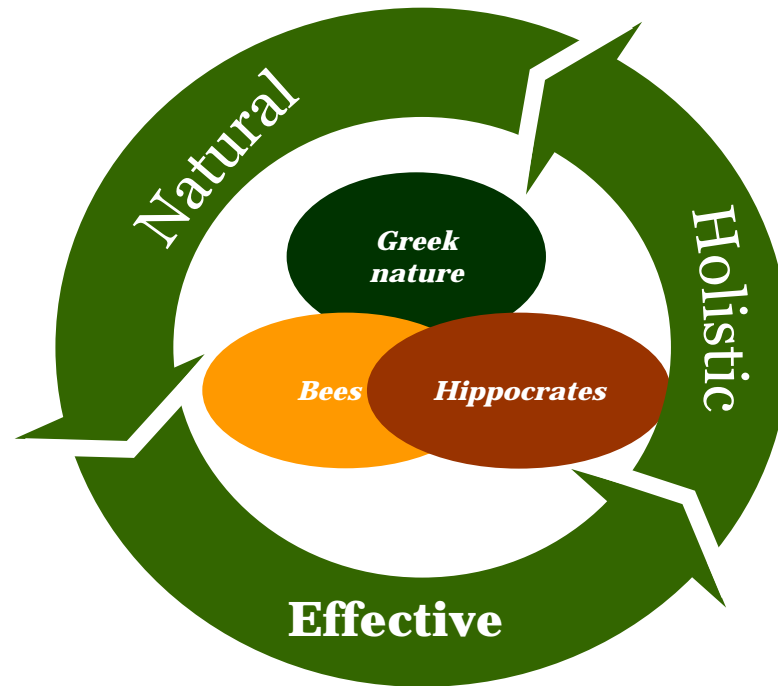 Natural
Holistic
Greek
nature
Bees
Hippocrates
Effective